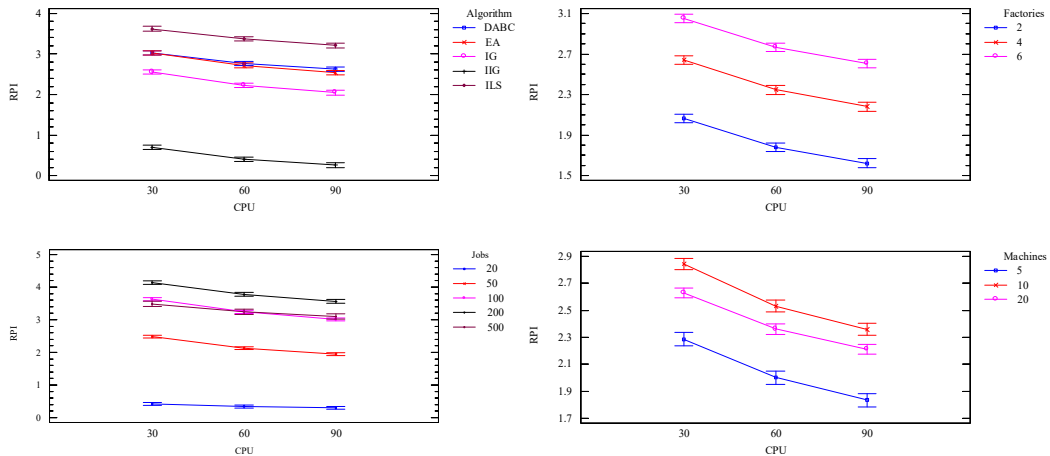 Algorithm
DABC
EA
IG
IIG
ILS
RPI
4
3
2
1
0
30
60
90
CPU
Factories
2
4
6
RPI
3.1
2.7
2.3
1.9
1.5
30
60
90
CPU
Jobs
20
50
100
200
500
RPI
5
4
3
2
1
0
30
60
90
CPU
Machines
5
10
20
RPI
2.9
2.7
2.5
2.3
2.1
1.9
1.7
30
60
90
CPU